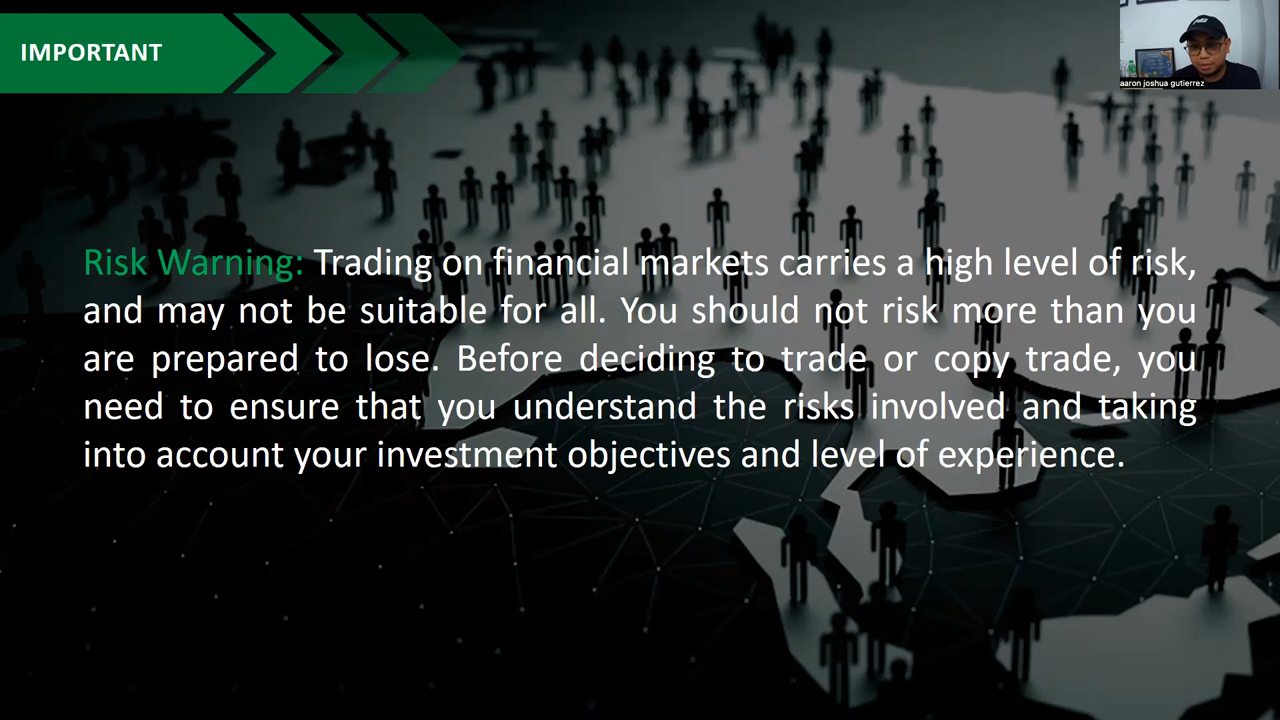 IMPORTANT
aaron joshua gutierrez
Risk Warning: Trading on financial markets carries a high level of risk,
and may not be suitable for all. You should not risk more than you
are prepared to lose. Before deciding to trade or copy trade, you
need to ensure that you understand the risks involved and taking
into account your investment objectives and level of experience.